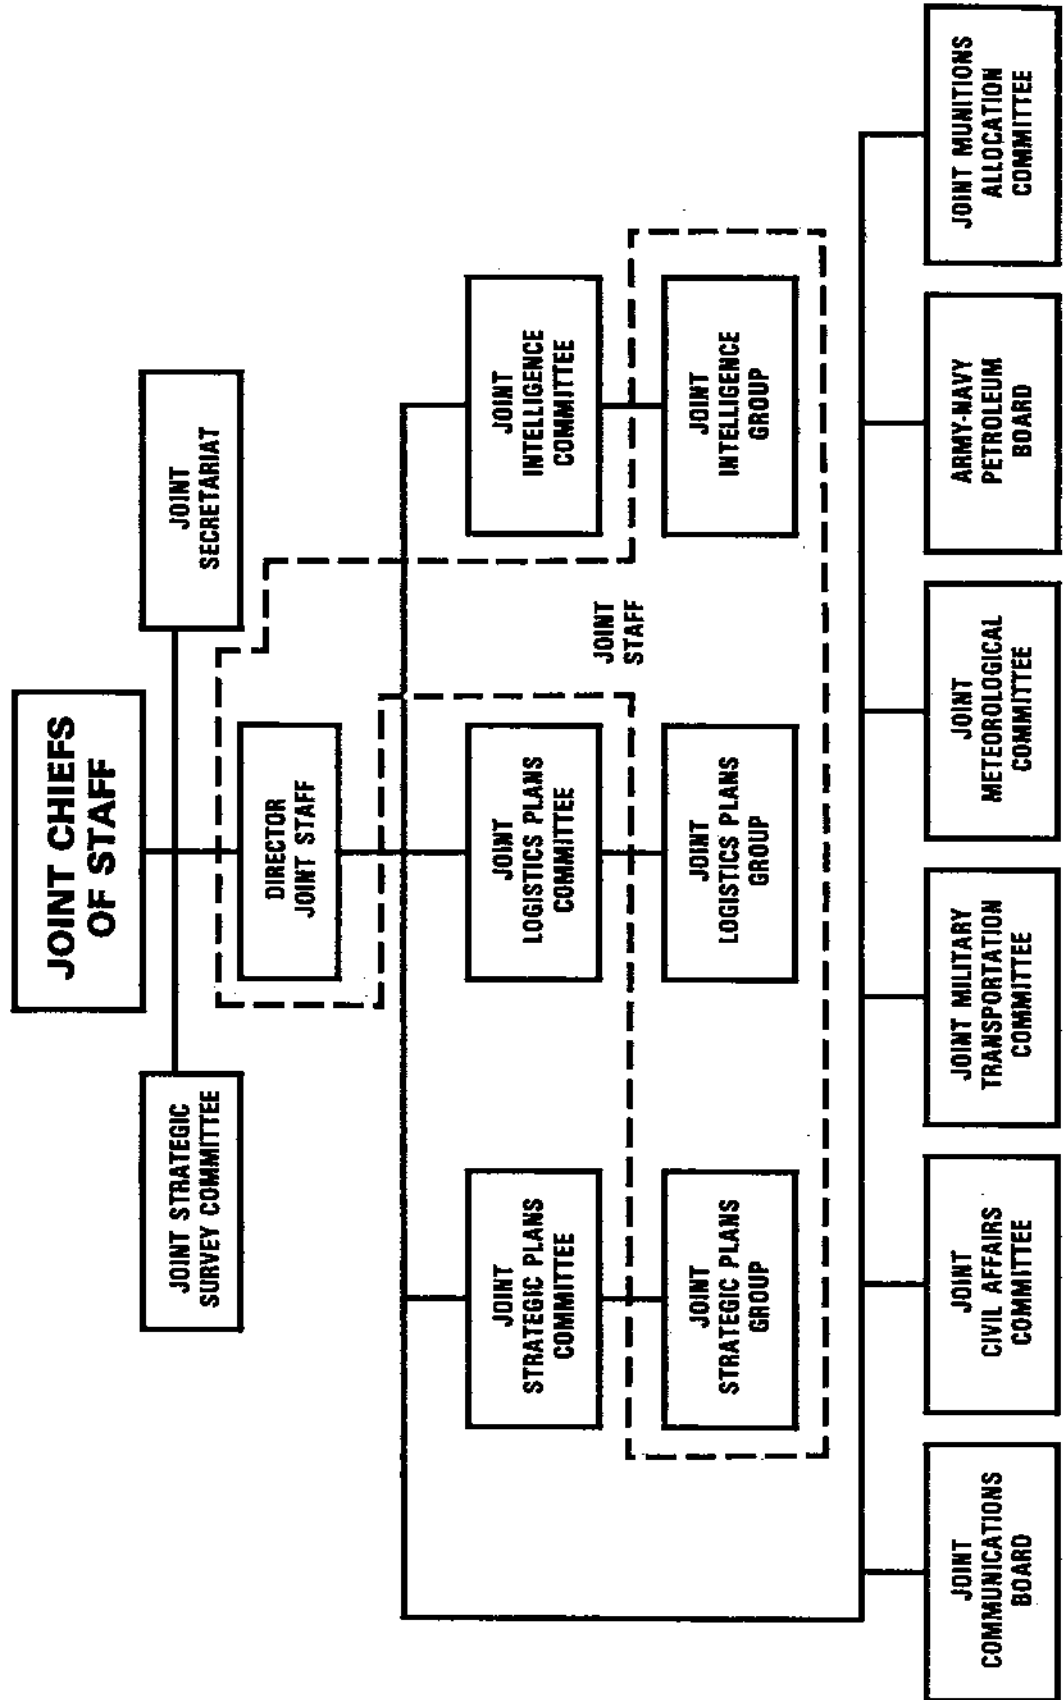 JOINT CHIEFS
OF STAFF
JOINT STRATEGIC
SURVEY COMMITTEE
JOINT
SECRETARIAT
DIRECTOR
JOINT STAFF
JOINT
STRATEGIC PLANS
COMMITTEE
JOINT
LOGISTICS PLANS
COMMITTEE
JOINT
INTELLIGENCE
COMMITTEE
JOINT
STAFF
JOINT
STRATEGIC PLANS
GROUP
JOINT
LOGISTICS PLANS
GROUP
JOINT
INTELLIGENCE
GROUP
JOINT
COMMUNICATIONS
BOARD
JOINT
CIVIL AFFAIRS
COMMITTEE
JOINT MILITARY
TRANSPORTATION
COMMITTEE
JOINT
METEOROLOGICAL
COMMITTEE
ARMY-NAVY
PETROLEUM
BOARD
JOINT MUNITIONS
ALLOCATION
COMMITTEE